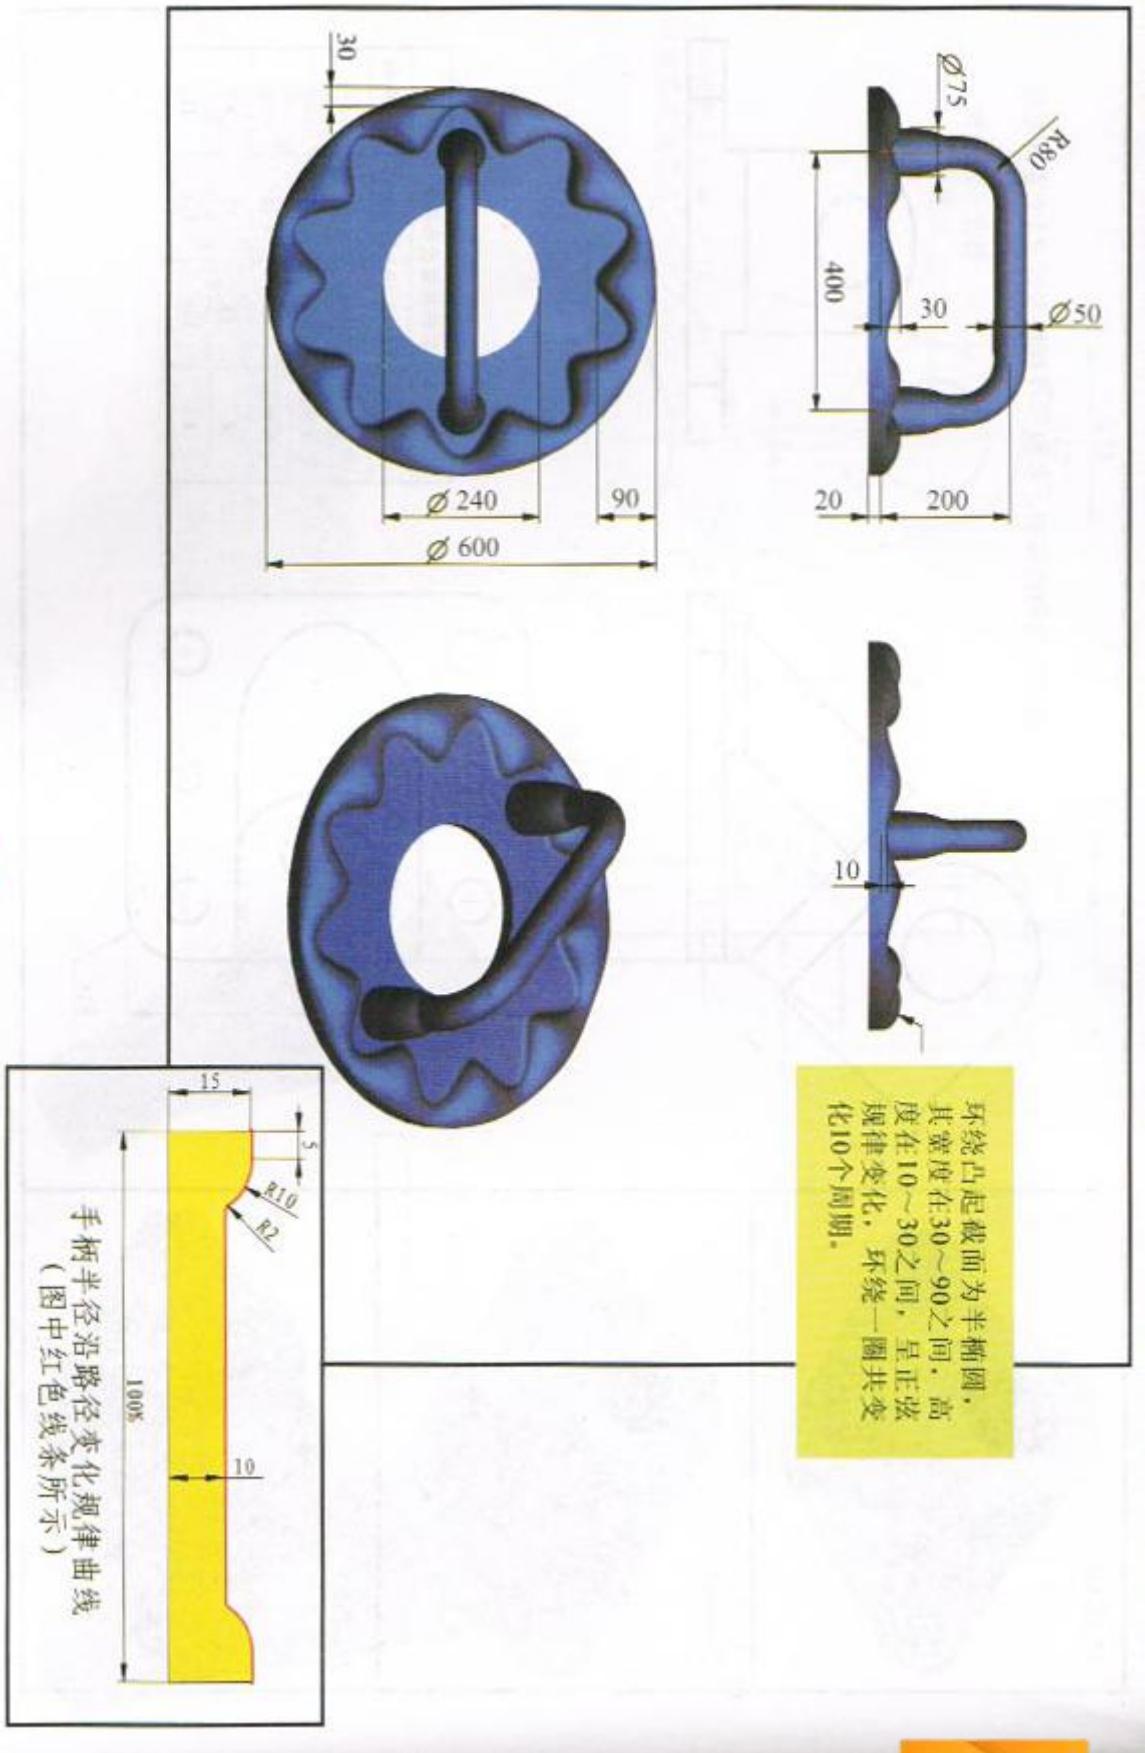 30
Ø75
R80
400
30
Ø50
20
200
Ø240
90
Ø600
10
环绕凸起截面为半椭圆，
其宽度在30～90之间，高
度在10～30之间，呈正弦
规律变化，环绕一圈共变
化10个周期。
15
5
R10
R2
10
100%
手柄半径沿路径变化规律曲线
（图中红色线条所示）